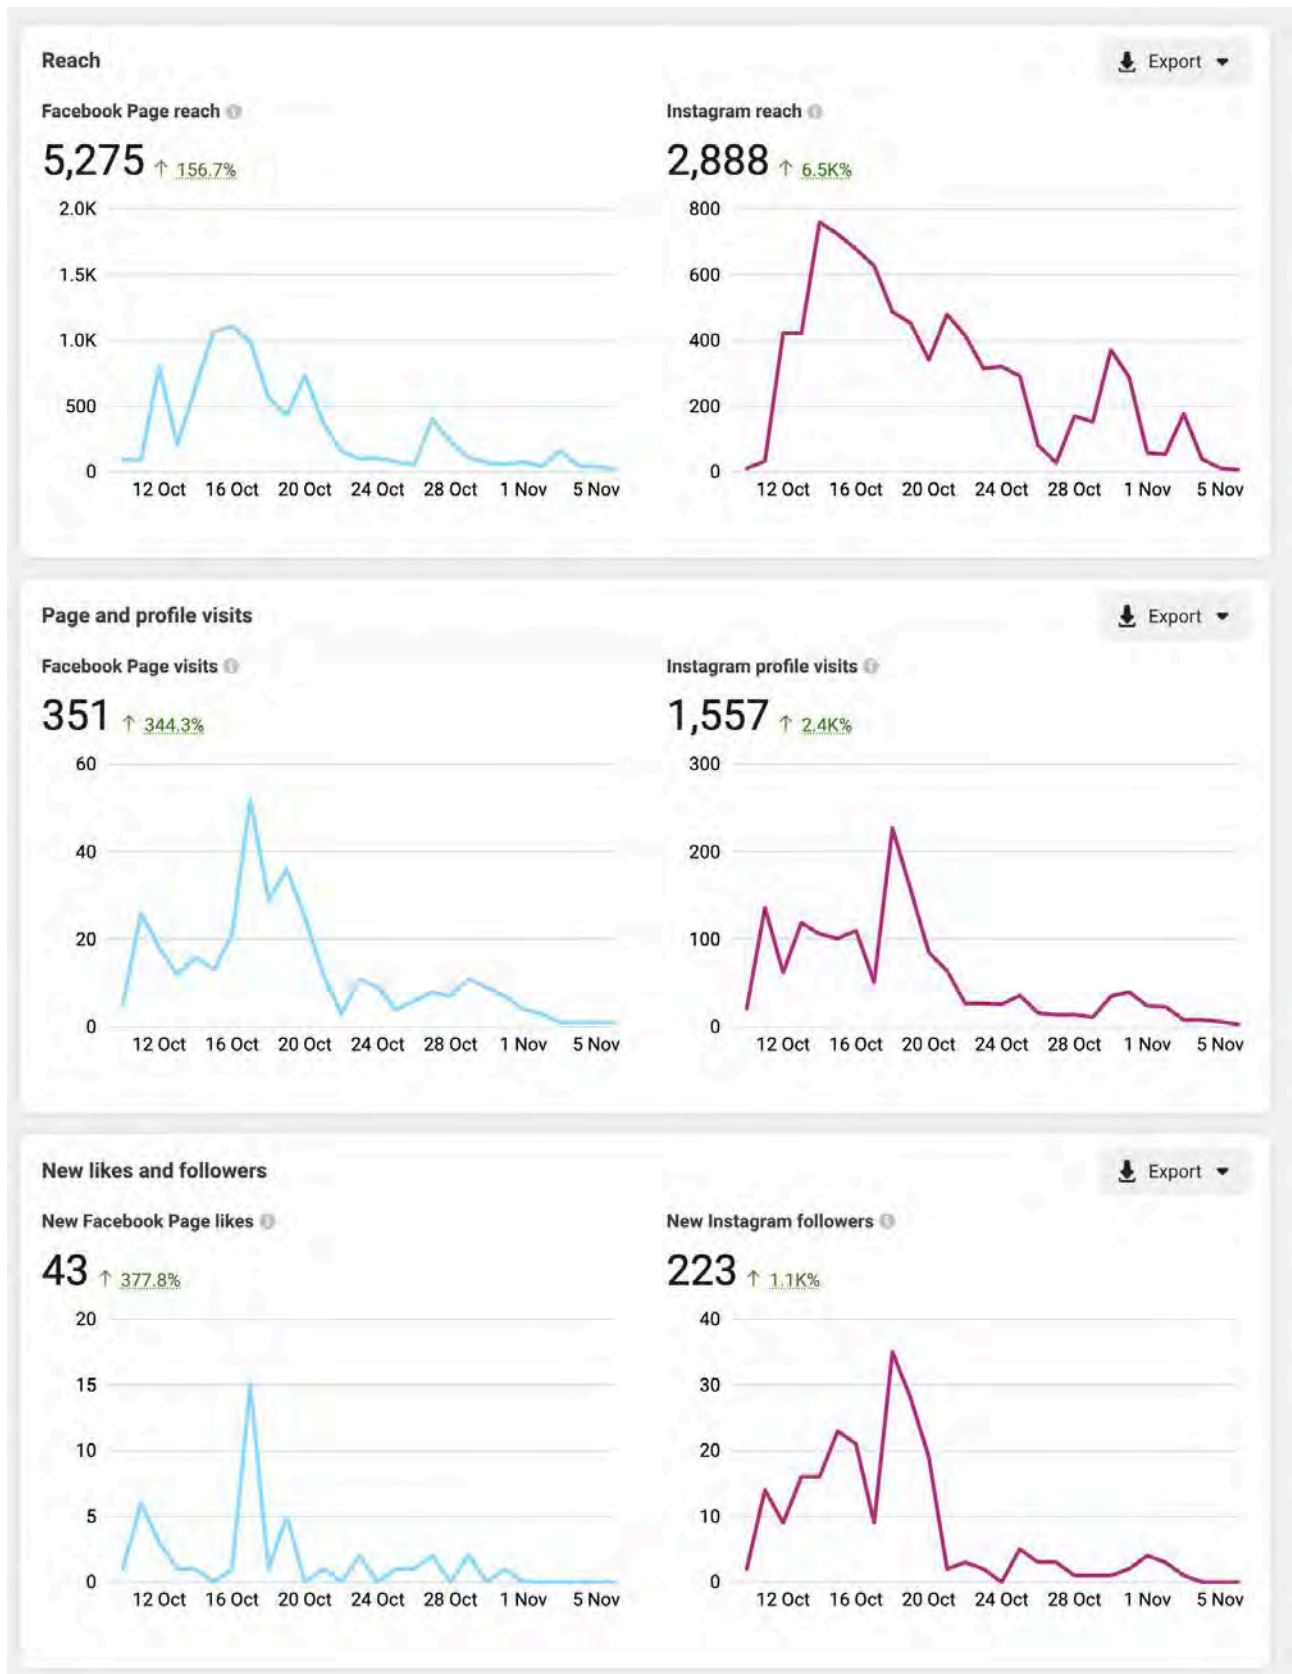 Reach
Export
Facebook Page reach
Instagram reach
5,275 ↑ 156.7%
2,888 ↑ 6.5K%
2.0K
1.5K
1.0K
500
0
12 Oct 16 Oct 20 Oct 24 Oct 28 Oct 1 Nov 5 Nov
800
600
400
200
0
12 Oct 16 Oct 20 Oct 24 Oct 28 Oct 1 Nov 5 Nov
Page and profile visits
Export
Facebook Page visits
Instagram profile visits
351 ↑ 344.3%
1,557 ↑ 2.4K%
60
40
20
0
12 Oct 16 Oct 20 Oct 24 Oct 28 Oct 1 Nov 5 Nov
300
200
100
0
12 Oct 16 Oct 20 Oct 24 Oct 28 Oct 1 Nov 5 Nov
New likes and followers
Export
New Facebook Page likes
New Instagram followers
43 ↑ 377.8%
223 ↑ 1.1K%
20
15
10
5
0
12 Oct 16 Oct 20 Oct 24 Oct 28 Oct 1 Nov 5 Nov
40
30
20
10
0
12 Oct 16 Oct 20 Oct 24 Oct 28 Oct 1 Nov 5 Nov